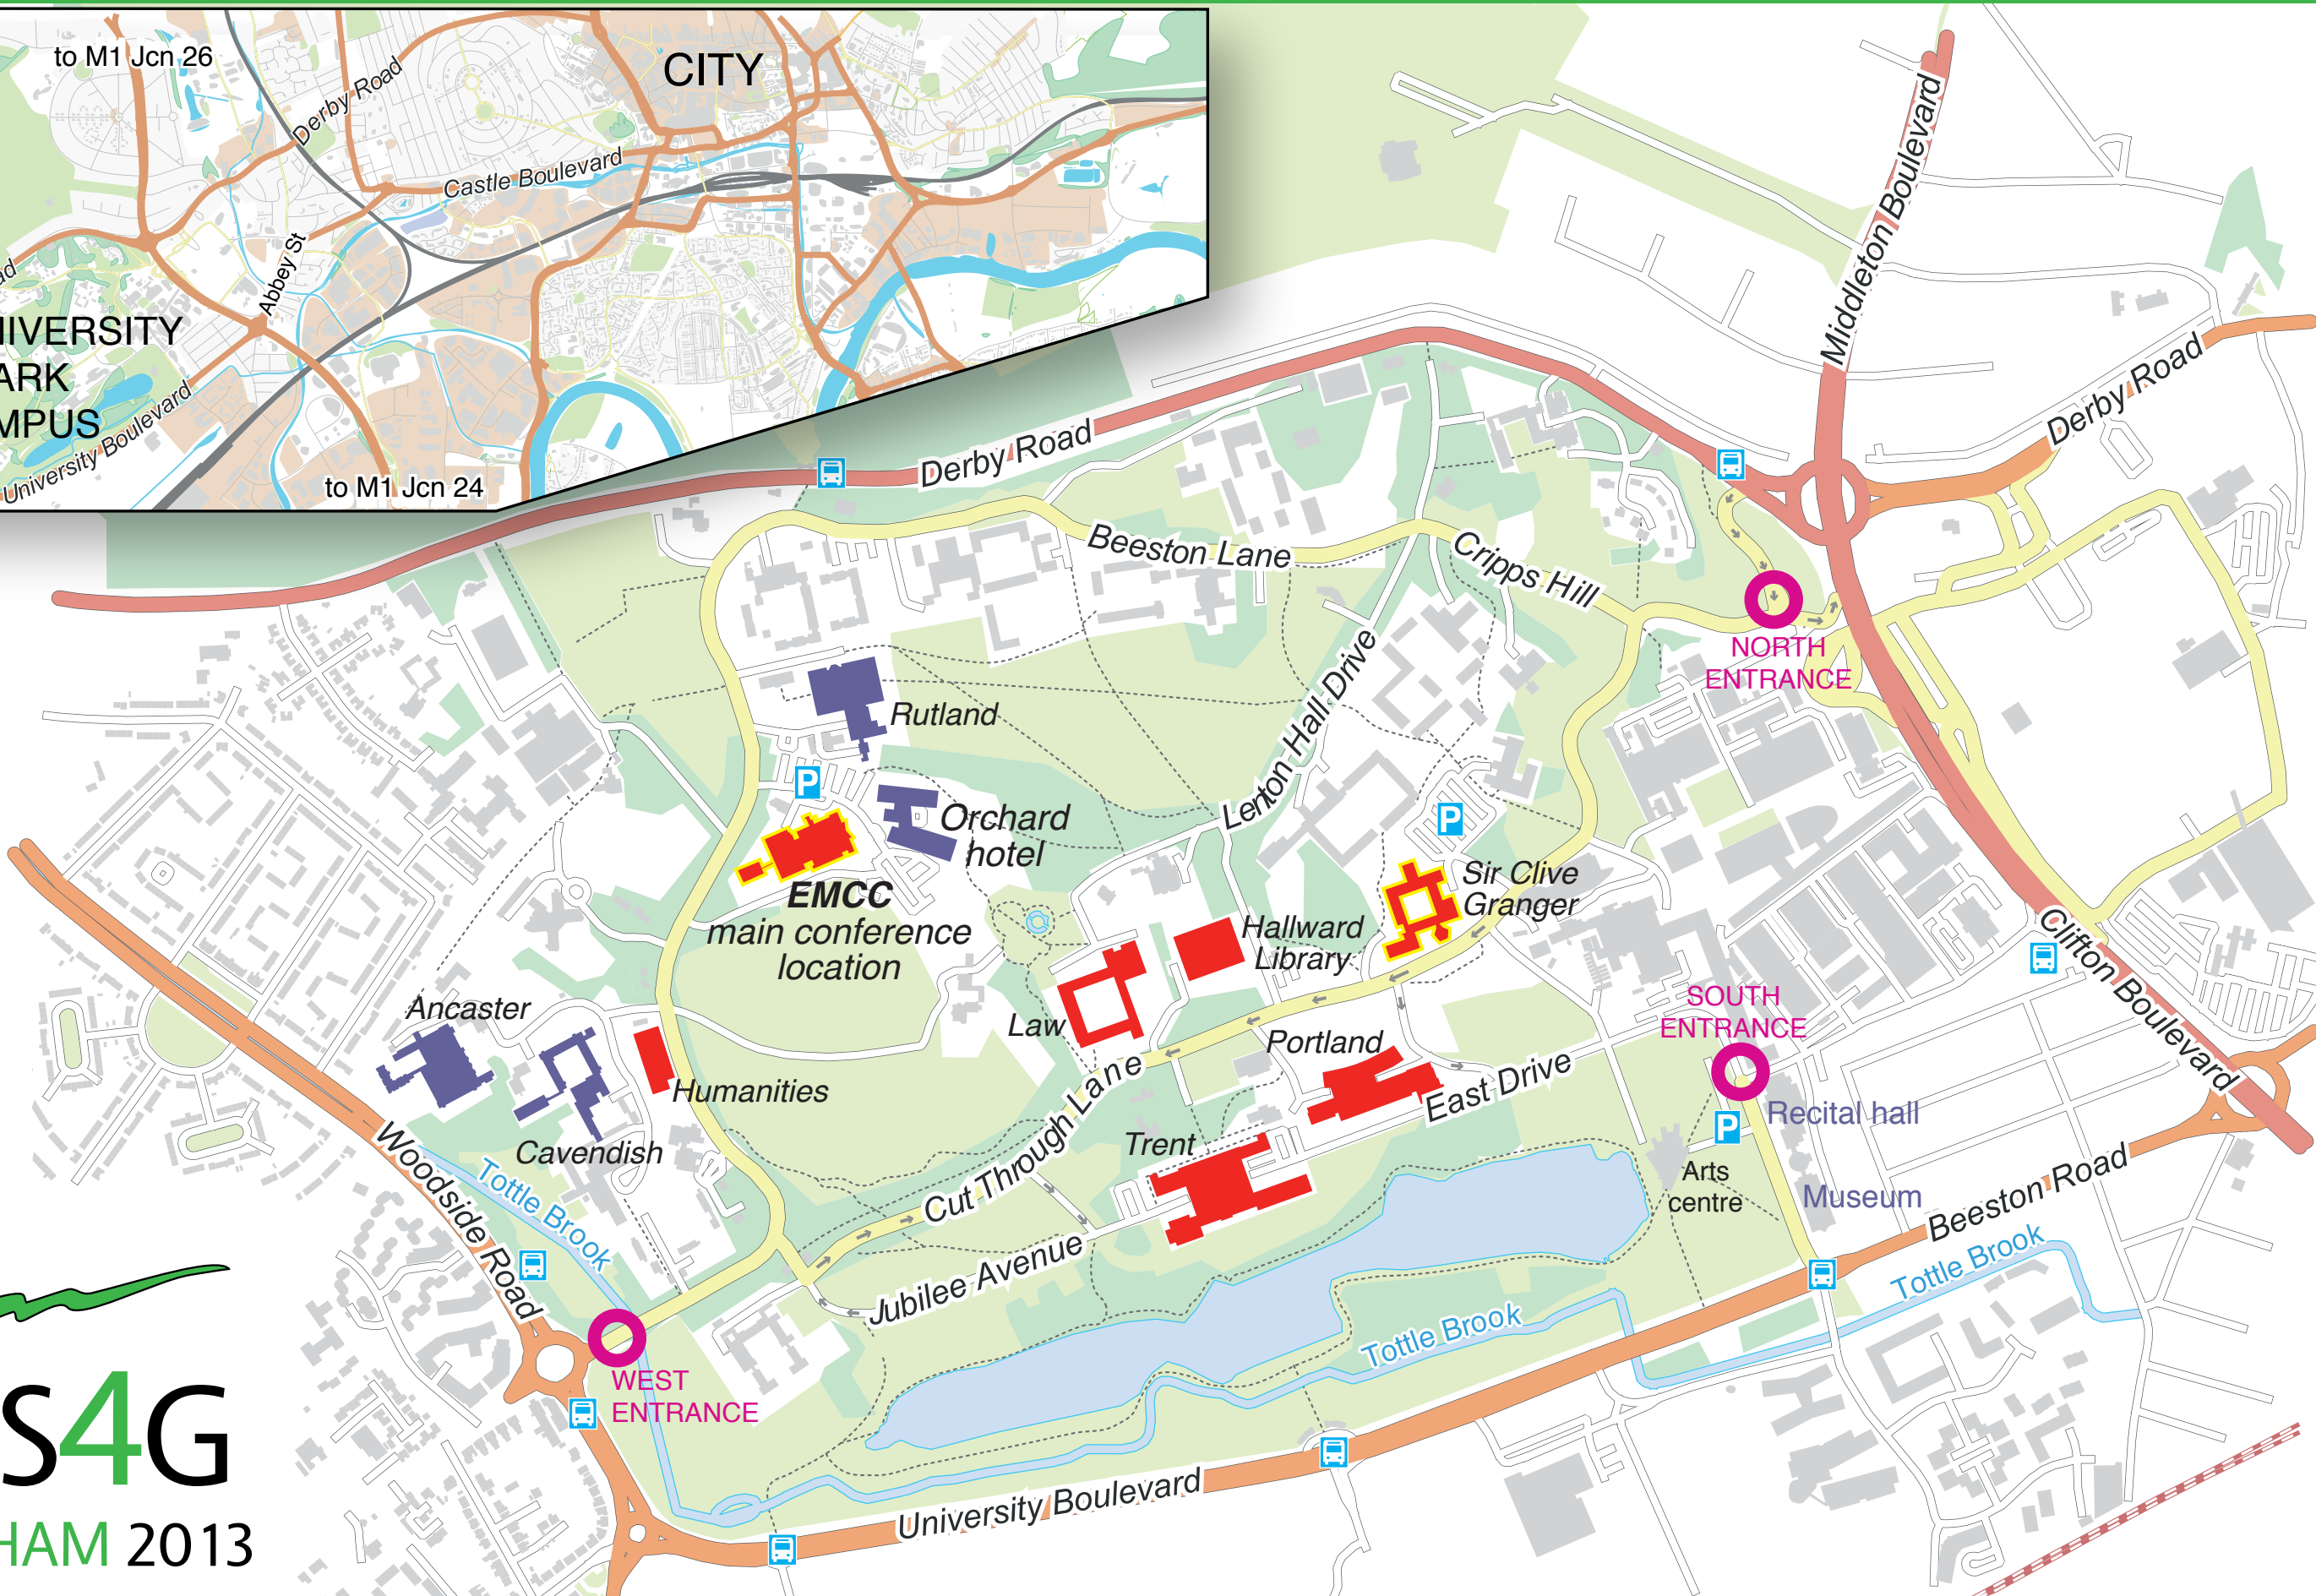 to M1 Jcn 26
Derby Road
CITY
Castle Boulevard
Abbey St
ad
IVERSITY
ARK
MPUS
University Boulevard
to M1 Jcn 24
Middleton Boulevard
Derby Road
Derby Road
Beeston Lane
Cripps Hill
NORTH
ENTRANCE
Lenton Hall Drive
Rutland
P
Orchard
hotel
P
EMCC
main conference
location
Sir Clive
Granger
Hallward
Library
Clifton Boulevard
Ancaster
Law
SOUTH
ENTRANCE
Portland
Humanities
East Drive
Cut Through Lane
Recital hall
P
Cavendish
Trent
Woodside Road
Tottle Brook
Arts
centre
Museum
Beeston Road
Tottle Brook
Jubilee Avenue
Tottle Brook
WEST
ENTRANCE
S4G
University Boulevard
HAM 2013